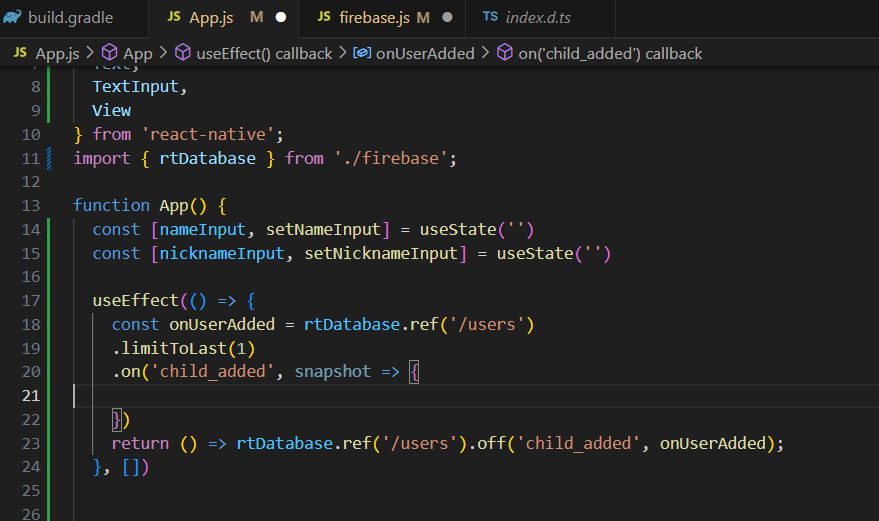 build.gradle
JS App.js M
JS firebase.js M
TS index.d.ts
JS App.js > App > useEffect() callback > onUserAdded > on('child_added') callback
7 Text,
8 TextInput,
9 View
10 } from 'react-native';
11 import { rtDatabase } from './firebase';
12
13 function App() {
14 const [nameInput, setNameInput] = useState('')
15 const [nicknameInput, setNicknameInput] = useState('')
16
17 useEffect(() => {
18 const onUserAdded = rtDatabase.ref('/users')
19 .limitToLast(1)
20 .on('child_added', snapshot => {
21
22 })
23 return () => rtDatabase.ref('/users').off('child_added', onUserAdded);
24 }, [])
25
26